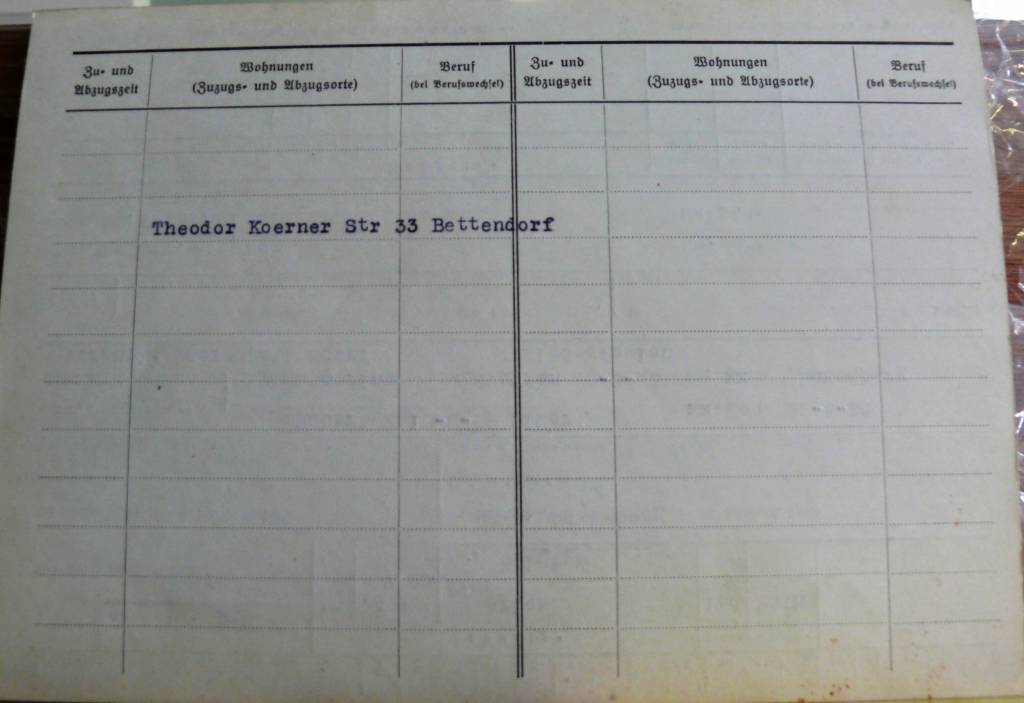 Zu- und Abzugszeit
Wohnungen
(Zuzugs- und Abzugsorte)
Beruf
(bei Berufswechsel)
Zu- und Abzugszeit
Wohnungen
(Zuzugs- und Abzugsorte)
Beruf
(bei Berufswechsel)
Theodor Koerner Str 33 Bettendorf